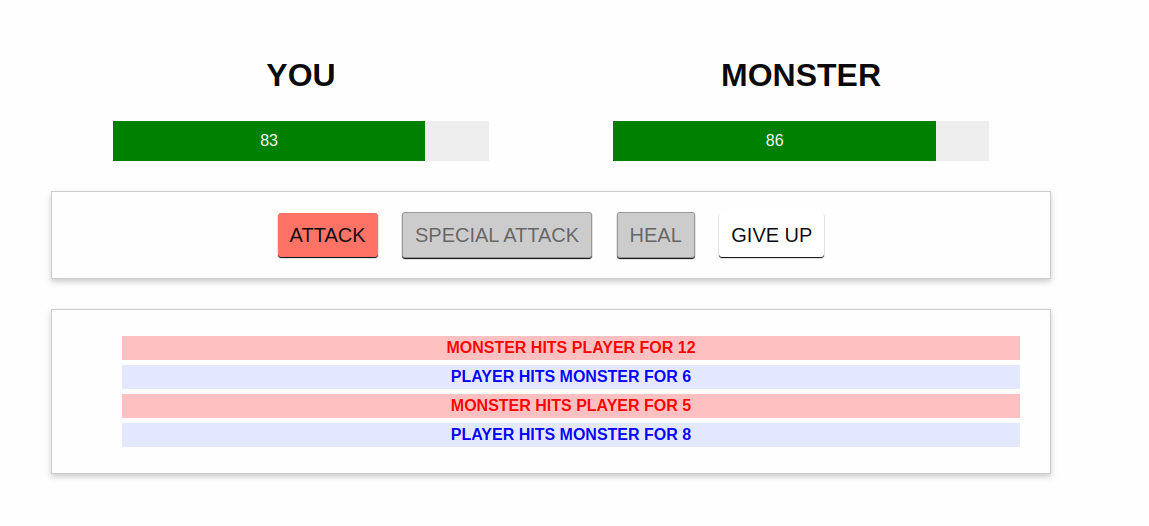 YOU MONSTER
83 86
ATTACK SPECIAL ATTACK HEAL GIVE UP
MONSTER HITS PLAYER FOR 12
PLAYER HITS MONSTER FOR 6
MONSTER HITS PLAYER FOR 5
PLAYER HITS MONSTER FOR 8